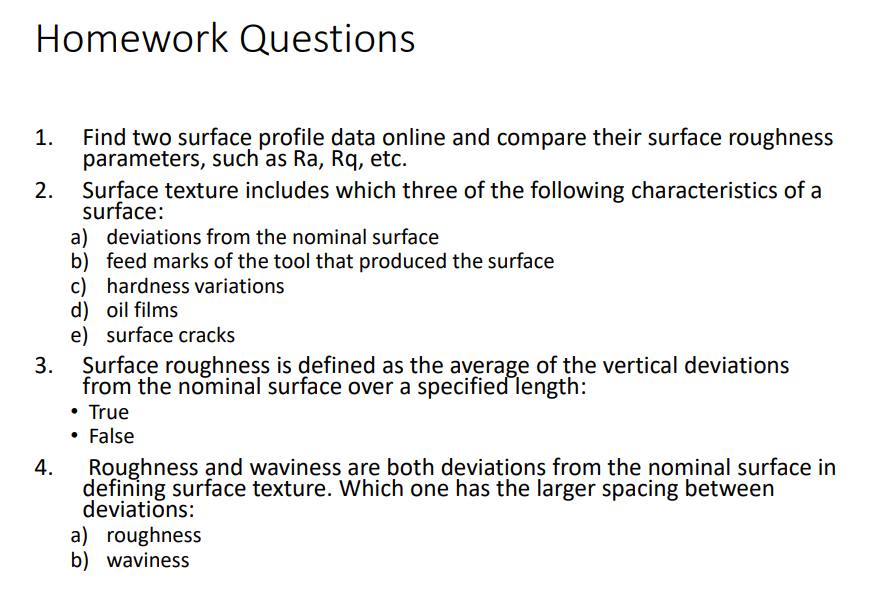 Homework Questions
1. Find two surface profile data online and compare their surface roughness
parameters, such as Ra, Rq, etc.
2. Surface texture includes which three of the following characteristics of a
surface:
a) deviations from the nominal surface
b) feed marks of the tool that produced the surface
c) hardness variations
d) oil films
e) surface cracks
3. Surface roughness is defined as the average of the vertical deviations
from the nominal surface over a specified length:
• True
• False
4. Roughness and waviness are both deviations from the nominal surface in
defining surface texture. Which one has the larger spacing between
deviations:
a) roughness
b) waviness